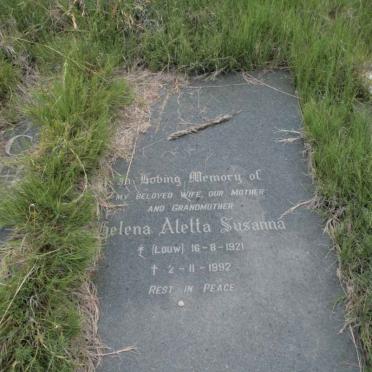 In Loving Memory of
my beloved wife, our mother
and grandmother
Helena Aletta Susanna
* (Louw) 16-8-1921
† 2-11-1992
Rest in Peace